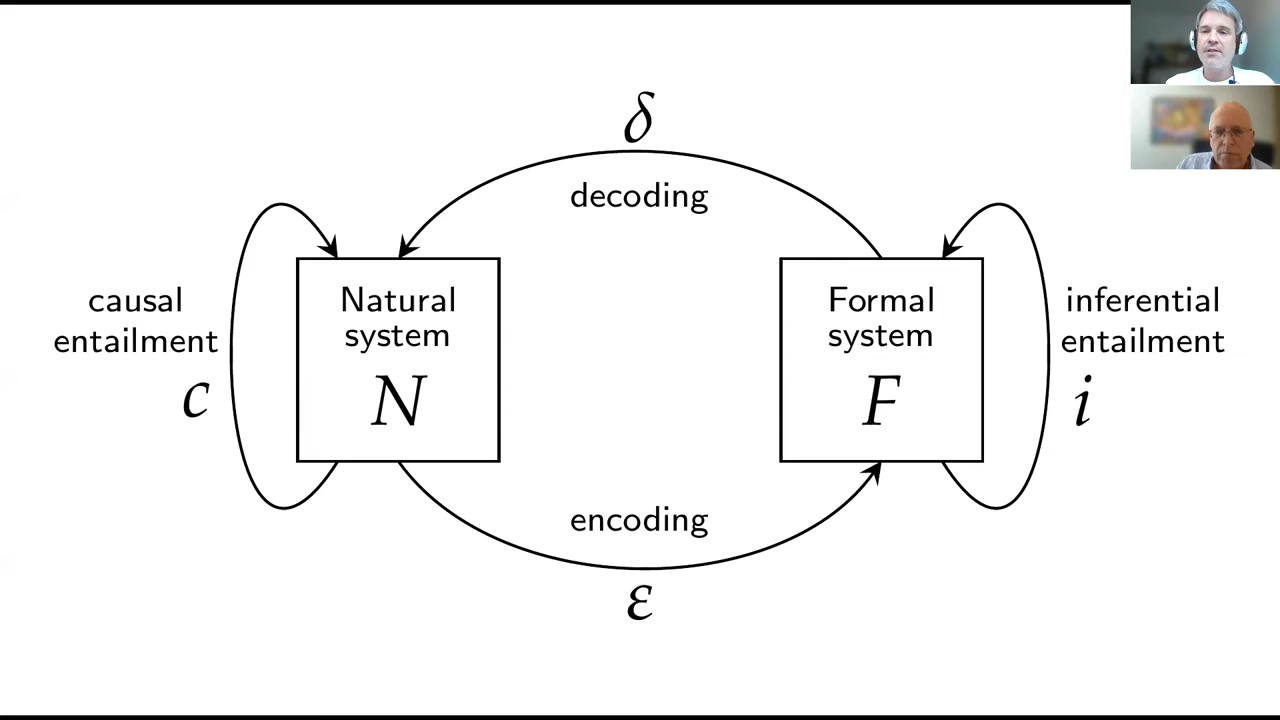 δ
decoding
causal
entailment
c
Natural
system
N
Formal
system
F
inferential
entailment
i
encoding
ε